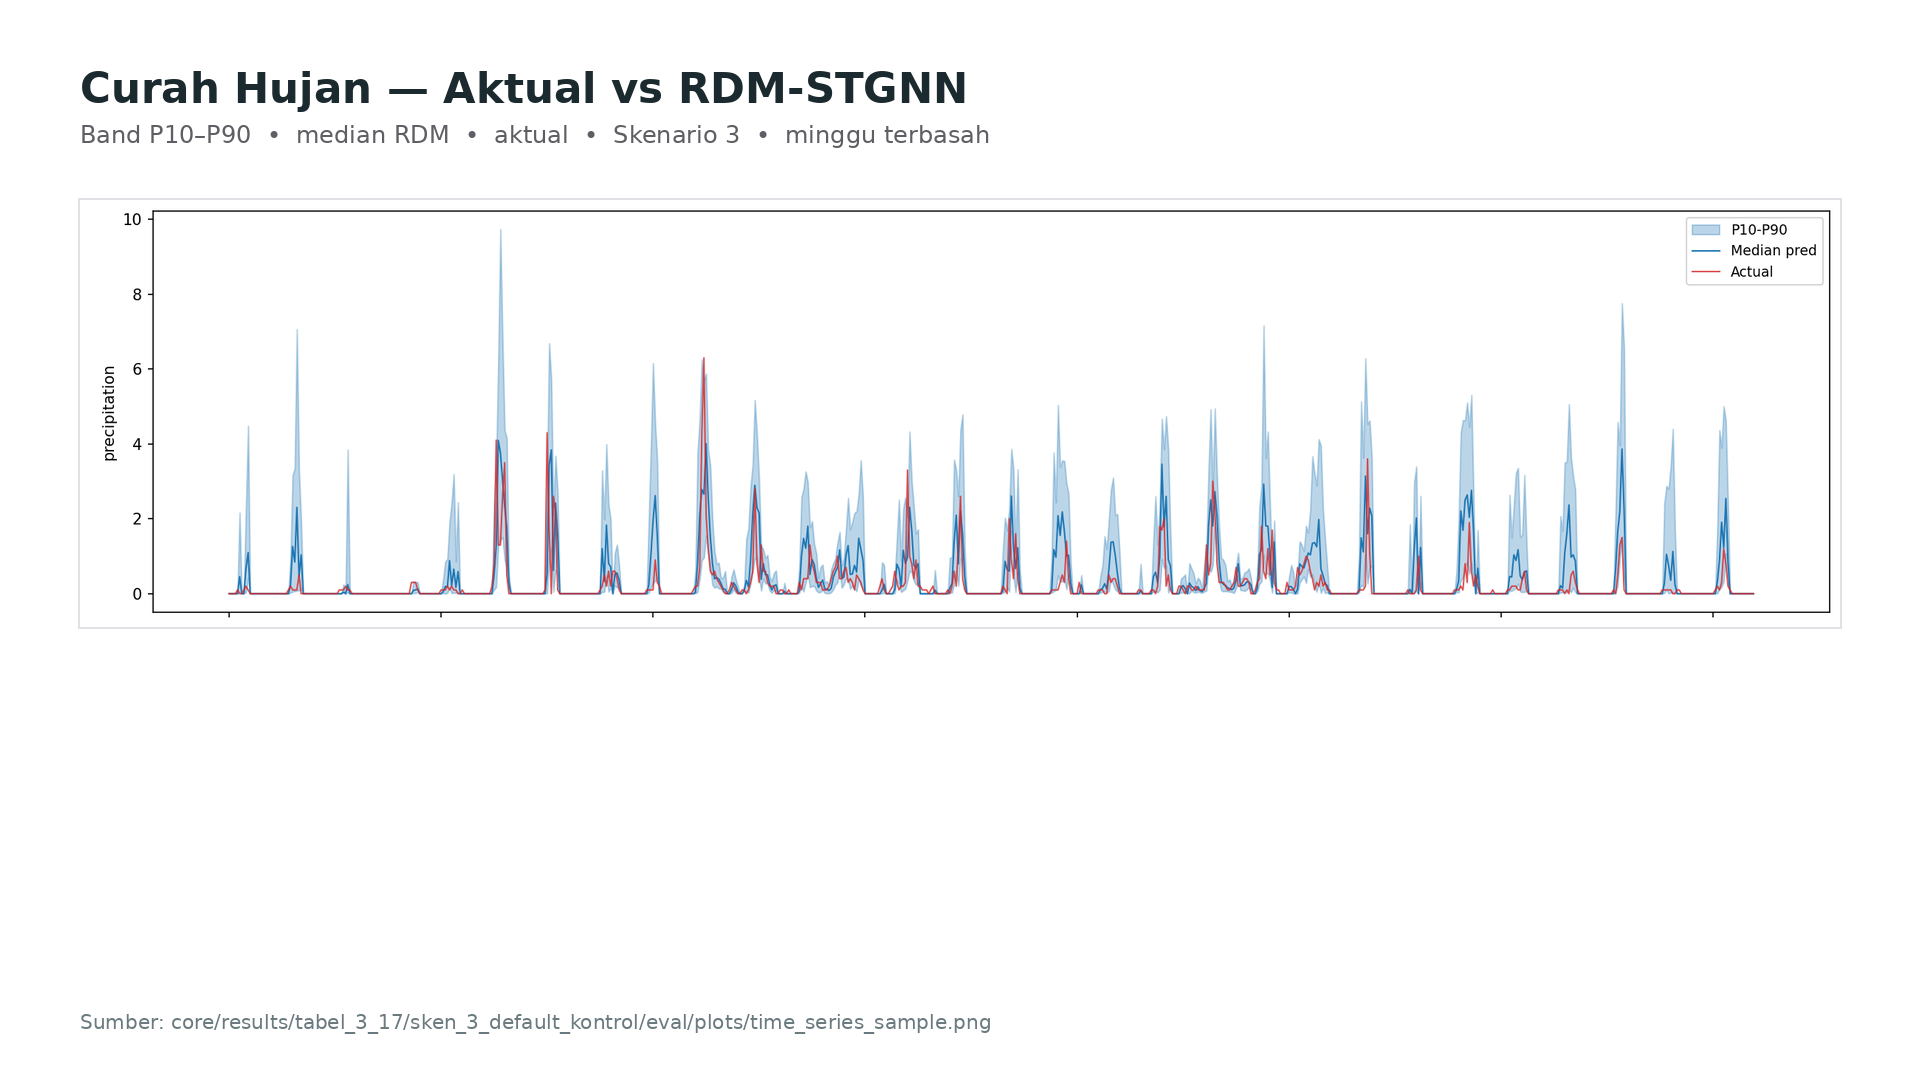 Curah Hujan — Aktual vs RDM-STGNN
Band P10–P90 • median RDM • aktual • Skenario 3 • minggu terbasah
10
8
6
4
2
0
precipitation
P10-P90
Median pred
Actual
Sumber: core/results/tabel_3_17/sken_3_default_kontrol/eval/plots/time_series_sample.png